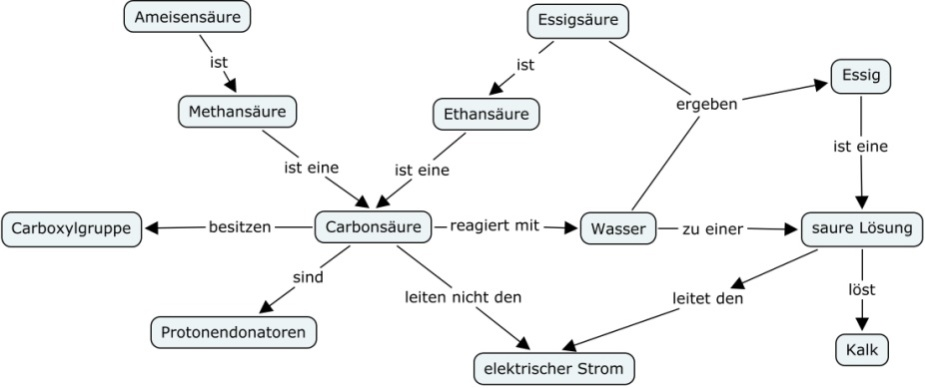 Ameisensäure
Essigsäure
ist
ist
Essig
Methansäure
Ethansäure
ergeben
ist eine
ist eine
ist eine
Carboxylgruppe
besitzen
Carbonsäure
reagiert mit
Wasser
zu einer
saure Lösung
sind
leiten nicht den
leitet den
löst
Protonendonatoren
elektrischer Strom
Kalk